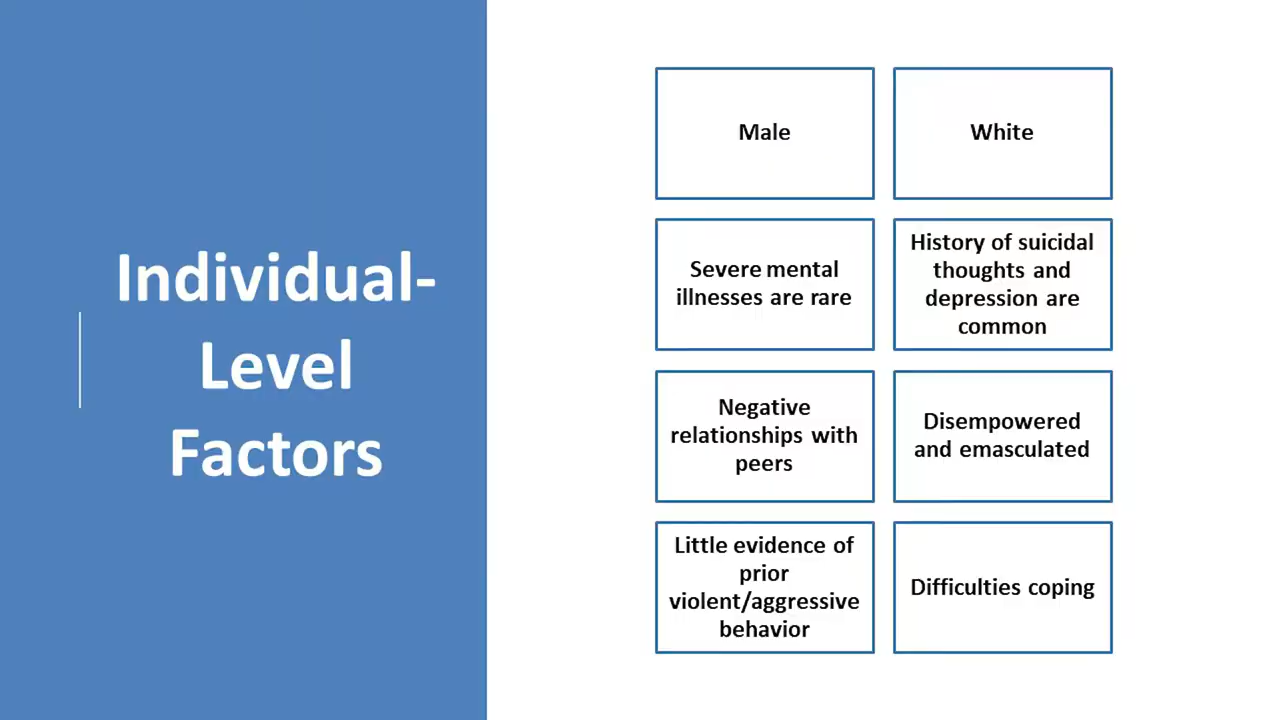 Individual-
Level
Factors
Male
White
Severe mental
illnesses are rare
History of suicidal
thoughts and
depression are
common
Negative
relationships with
peers
Disempowered
and emasculated
Little evidence of
prior
violent/aggressive
behavior
Difficulties coping